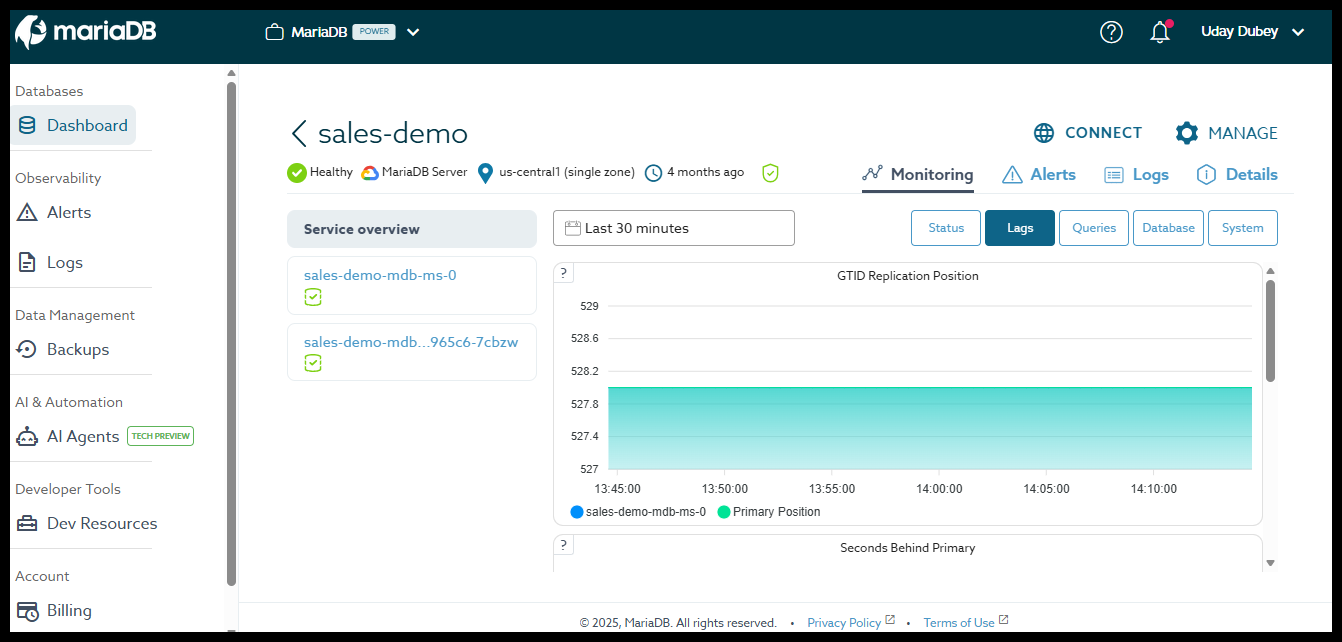 mariaDB
MariaDB POWER
? Uday Dubey
Databases
Dashboard
Observability
Alerts
Logs
Data Management
Backups
AI & Automation
AI Agents TECH PREVIEW
Developer Tools
Dev Resources
Account
Billing
sales-demo
CONNECT MANAGE
Healthy MariaDB Server us-central1 (single zone) 4 months ago
Monitoring Alerts Logs Details
Service overview
sales-demo-mdb-ms-0
sales-demo-mdb...965c6-7cbzw
Last 30 minutes
Status Lags Queries Database System
? GTID Replication Position
529
528.6
528.2
527.8
527.4
527
13:45:00 13:50:00 13:55:00 14:00:00 14:05:00 14:10:00
sales-demo-mdb-ms-0 Primary Position
? Seconds Behind Primary
© 2025, MariaDB. All rights reserved. • Privacy Policy • Terms of Use